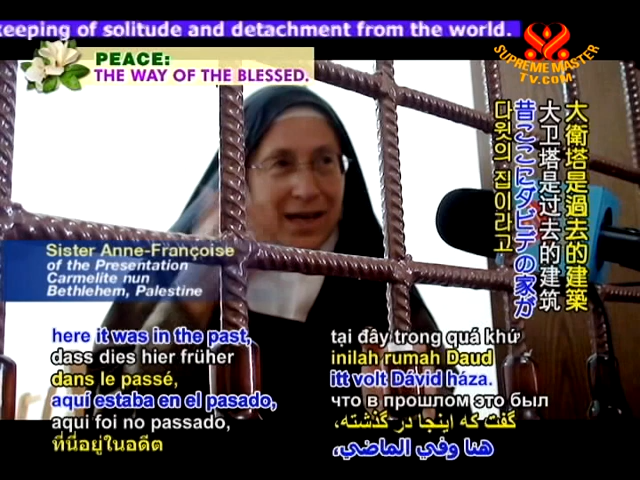 eeping of solitude and detachment from the world.
SUPREME MASTER
TV.COM
PEACE:
THE WAY OF THE BLESSED.
大衛塔是過去的建築
大卫塔是过去的建筑
昔ここにダビデの家が
다윗의 집이라고
Sister Anne-Françoise
of the Presentation
Carmelite nun
Bethlehem, Palestine
here it was in the past,
dass dies hier früher
dans le passé,
aquí estaba en el pasado,
aqui foi no passado,
ที่นี่อยู่ในอดีต
tại đây trong quá khứ
inilah rumah Daud
itt volt Dávid háza.
что в прошлом это был
گفت که اینجا در گذشته،
هنا وفي الماضي،